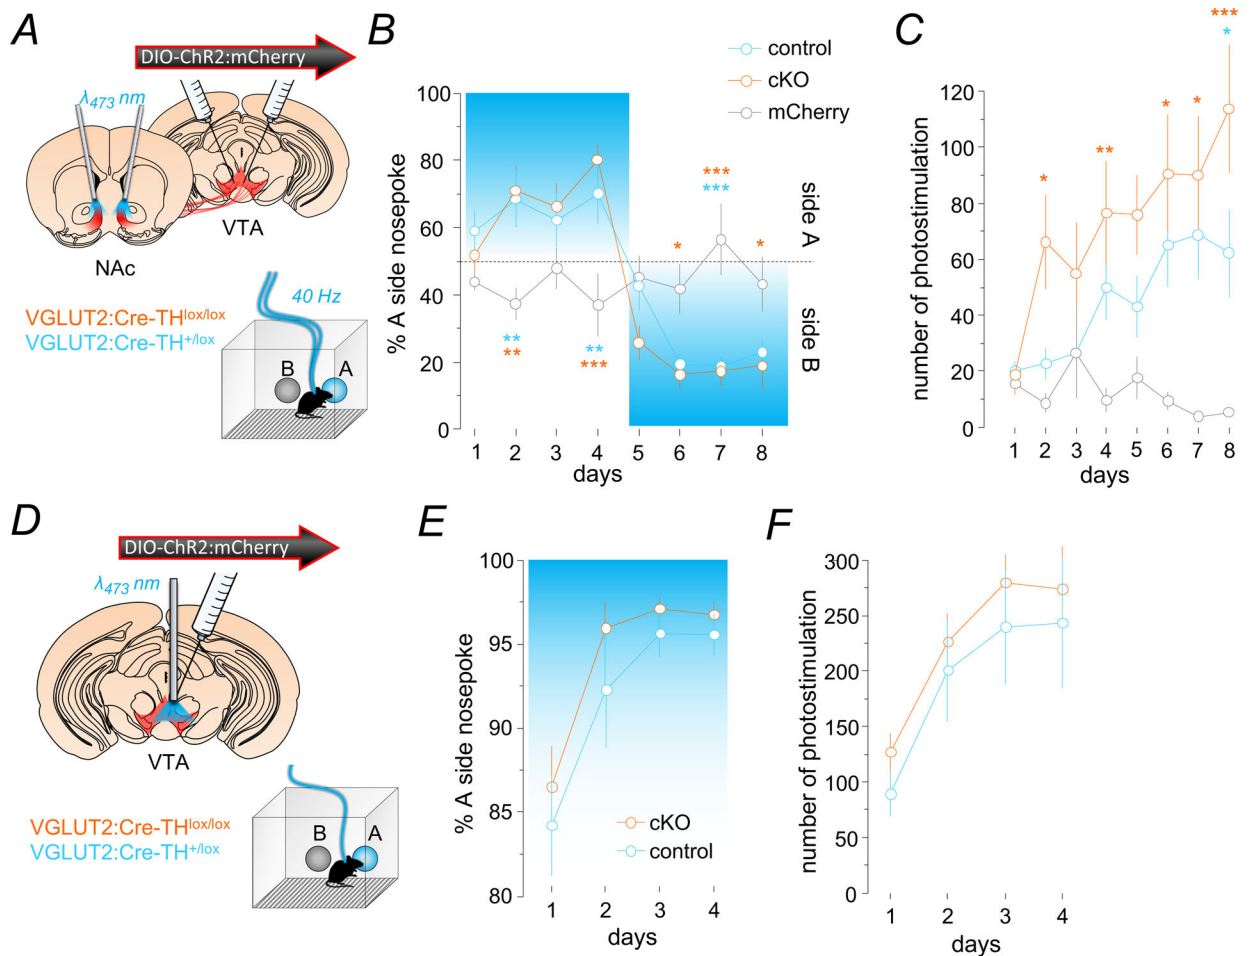 A
DIO-ChR2:mCherry
λ473 nm
VTA
NAc
VGLUT2:Cre-THlox/lox
VGLUT2:Cre-TH+/lox
40 Hz
B
A
B
control
cKO
mCherry
% A side nosepoke
100
80
60
40
20
0
***
***
*
*
**
**
**
***
side A
side B
1 2 3 4 5 6 7 8
days
C
number of photostimulation
120
100
80
60
40
20
0
*
**
*
*
***
*
1 2 3 4 5 6 7 8
days
D
DIO-ChR2:mCherry
λ473 nm
VTA
VGLUT2:Cre-THlox/lox
VGLUT2:Cre-TH+/lox
B
A
E
% A side nosepoke
100
95
90
85
80
cKO
control
1 2 3 4
days
F
number of photostimulation
300
250
200
150
100
50
0
1 2 3 4
days